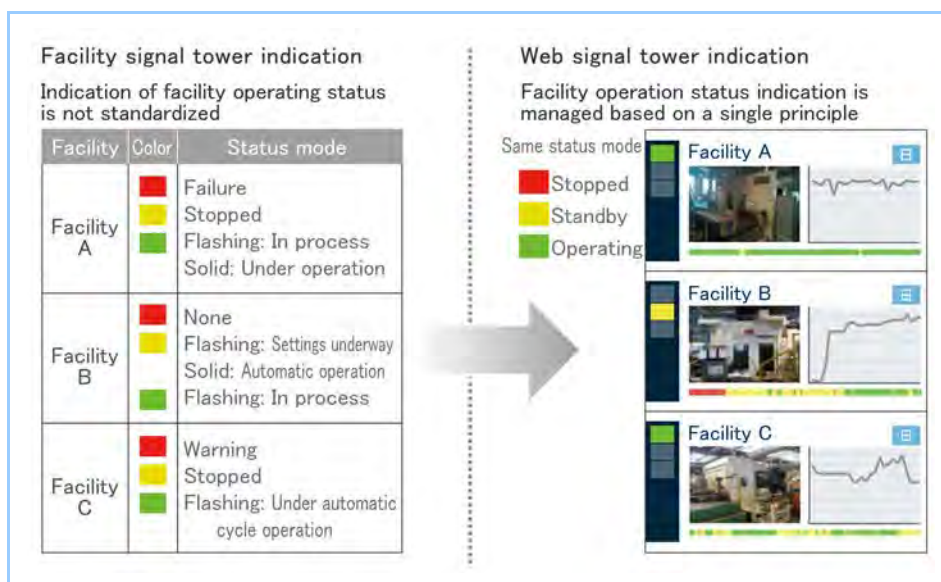 Facility signal tower indication
Indication of facility operating status
is not standardized
Facility Color Status mode
Facility
A
Failure
Stopped
Flashing: In process
Solid: Under operation
Facility
B
None
Flashing: Settings underway
Solid: Automatic operation
Flashing: In process
Facility
C
Warning
Stopped
Flashing: Under automatic
cycle operation
Web signal tower indication
Facility operation status indication is
managed based on a single principle
Same status mode
Stopped
Standby
Operating
Facility A
日
Facility B
日
Facility C
日